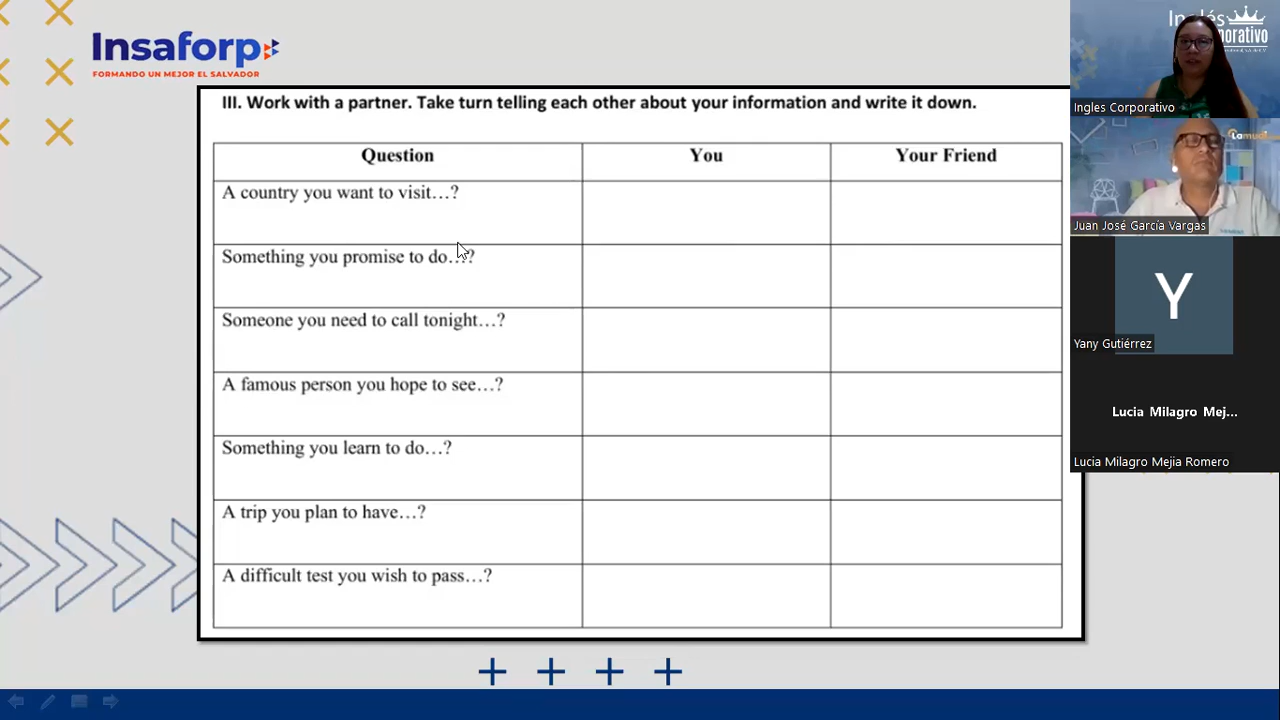 Insaforp
FORMANDO UN MEJOR EL SALVADOR
III. Work with a partner. Take turn telling each other about your information and write it down.
Question You Your Friend
A country you want to visit…?
Something you promise to do…?
Someone you need to call tonight…?
A famous person you hope to see…?
Something you learn to do…?
A trip you plan to have…?
A difficult test you wish to pass…?
Ingles Corporativo
Juan José García Vargas
Y
Yany Gutiérrez
Lucia Milagro Mej...
Lucia Milagro Mejia Romero